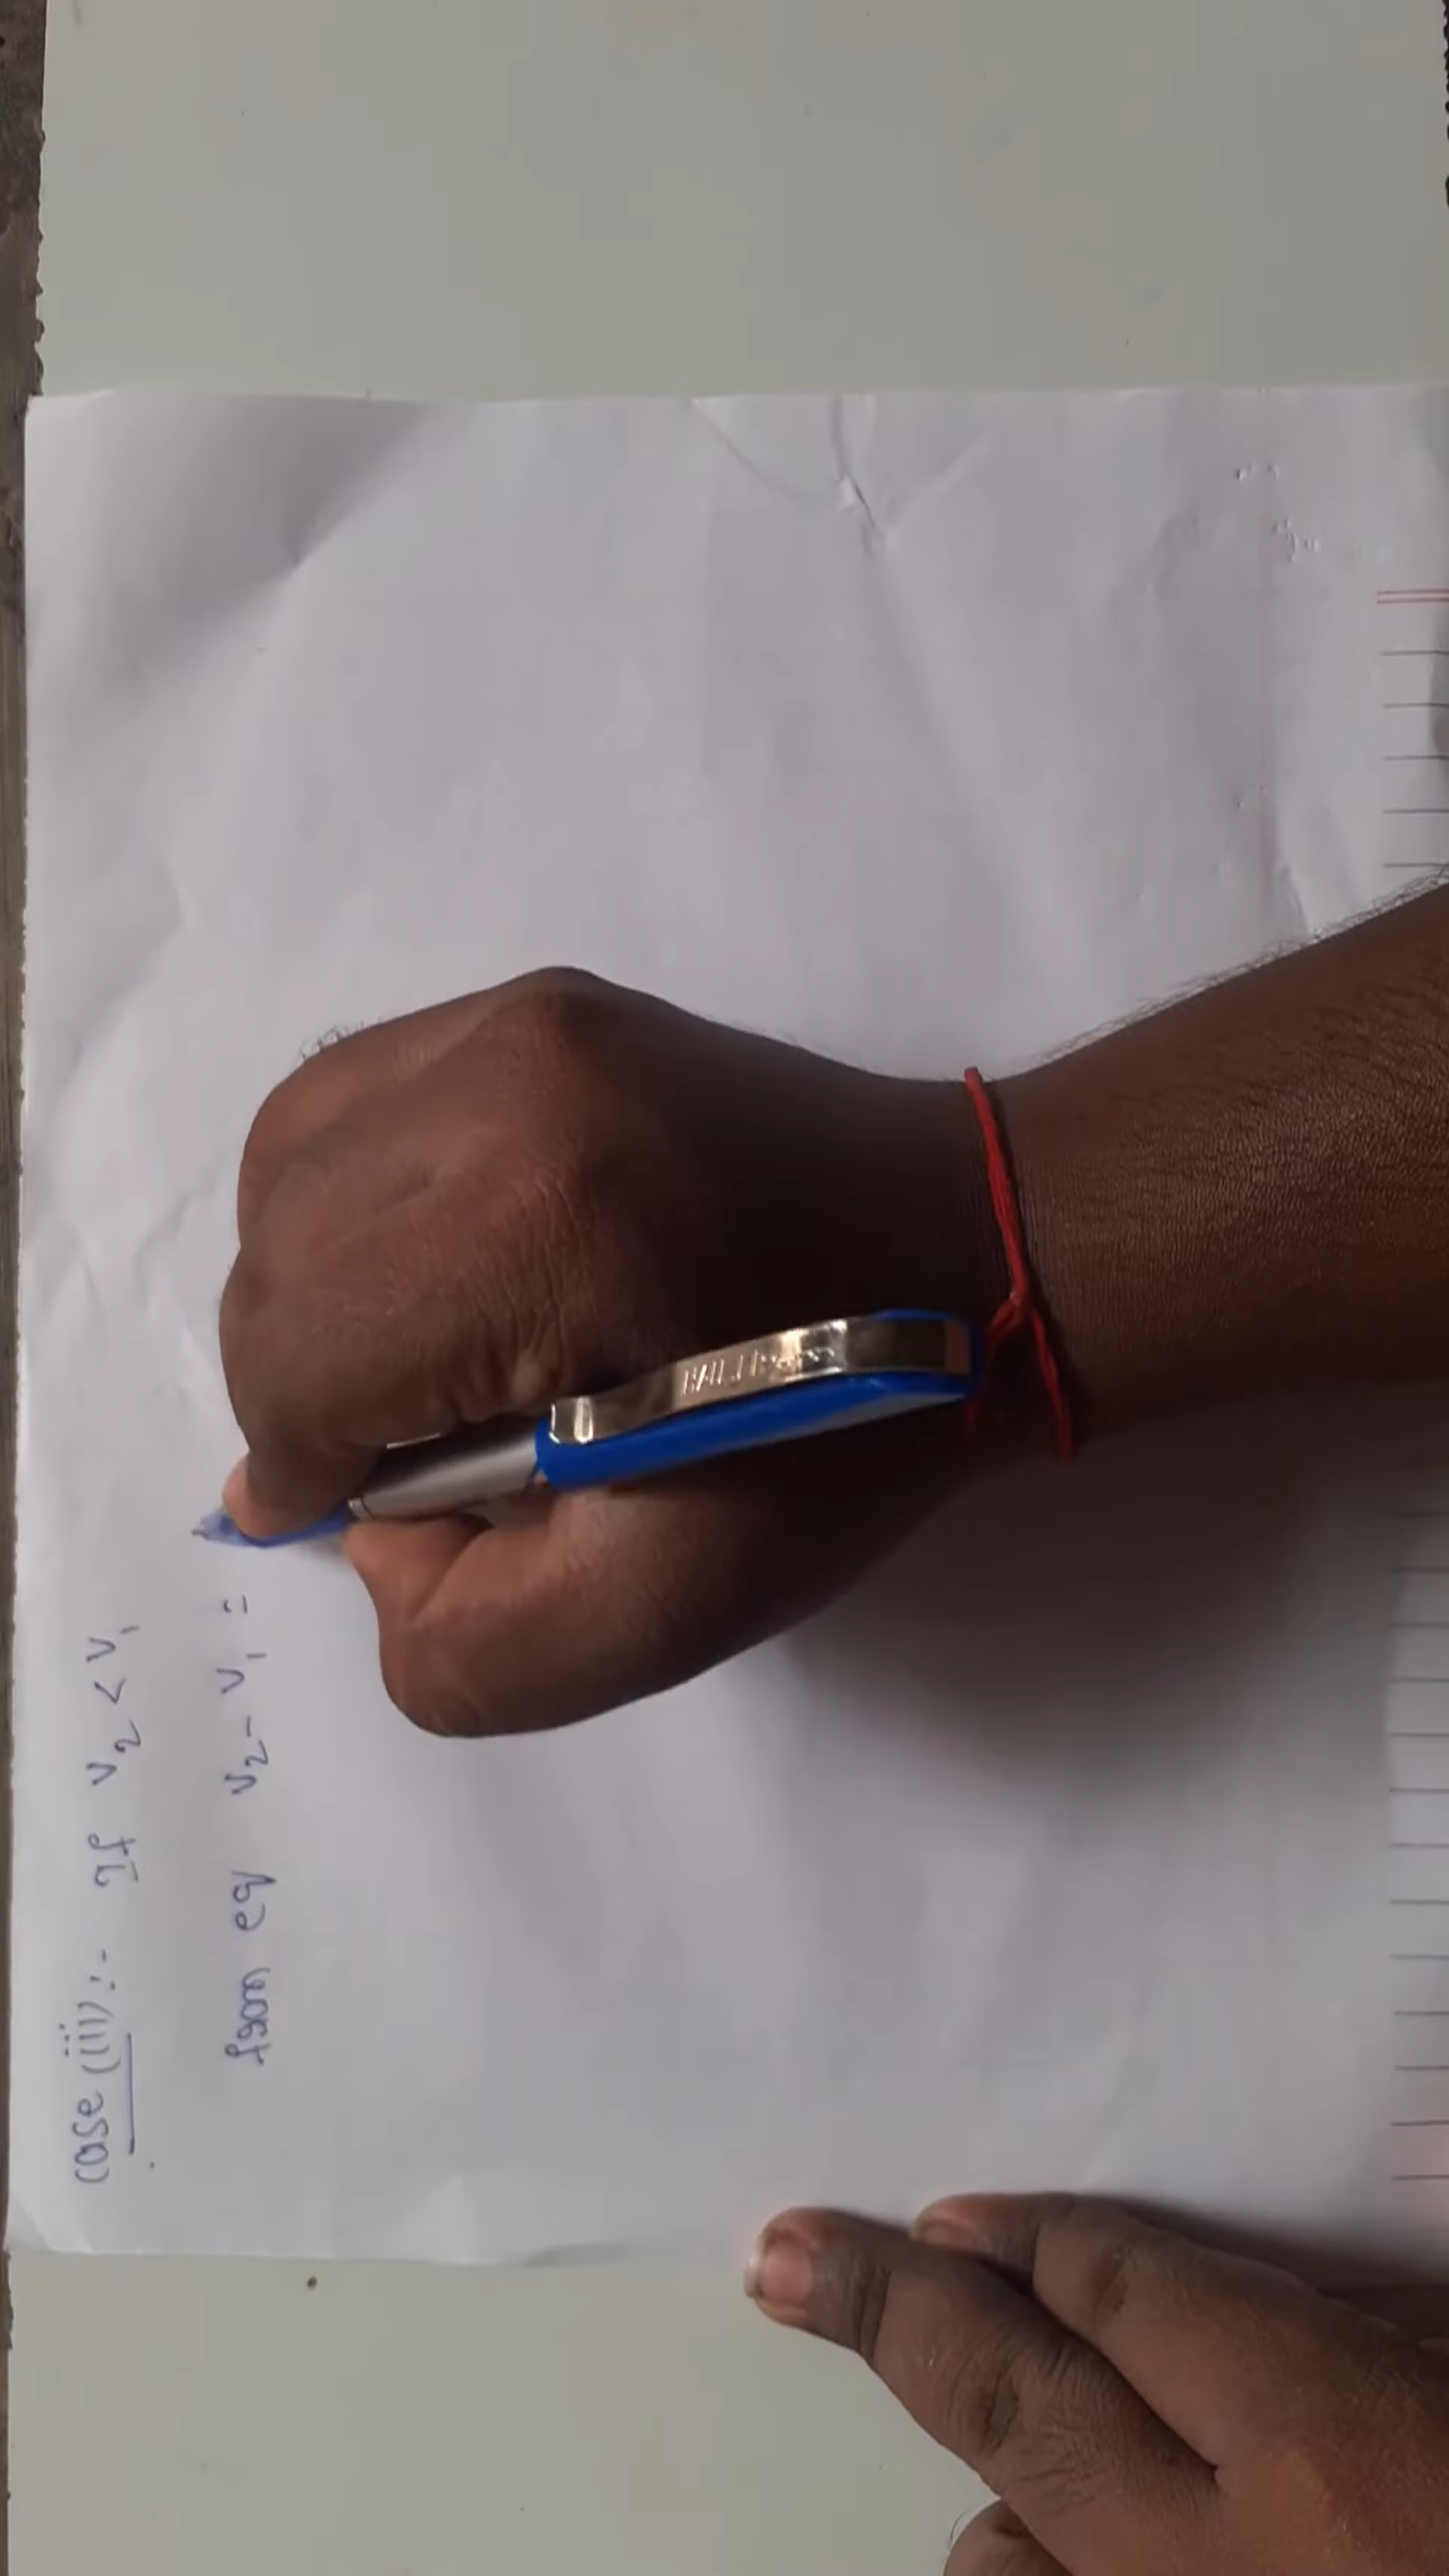 case (iii):- If V₂ < V₁
from eq V₂ - V₁ =